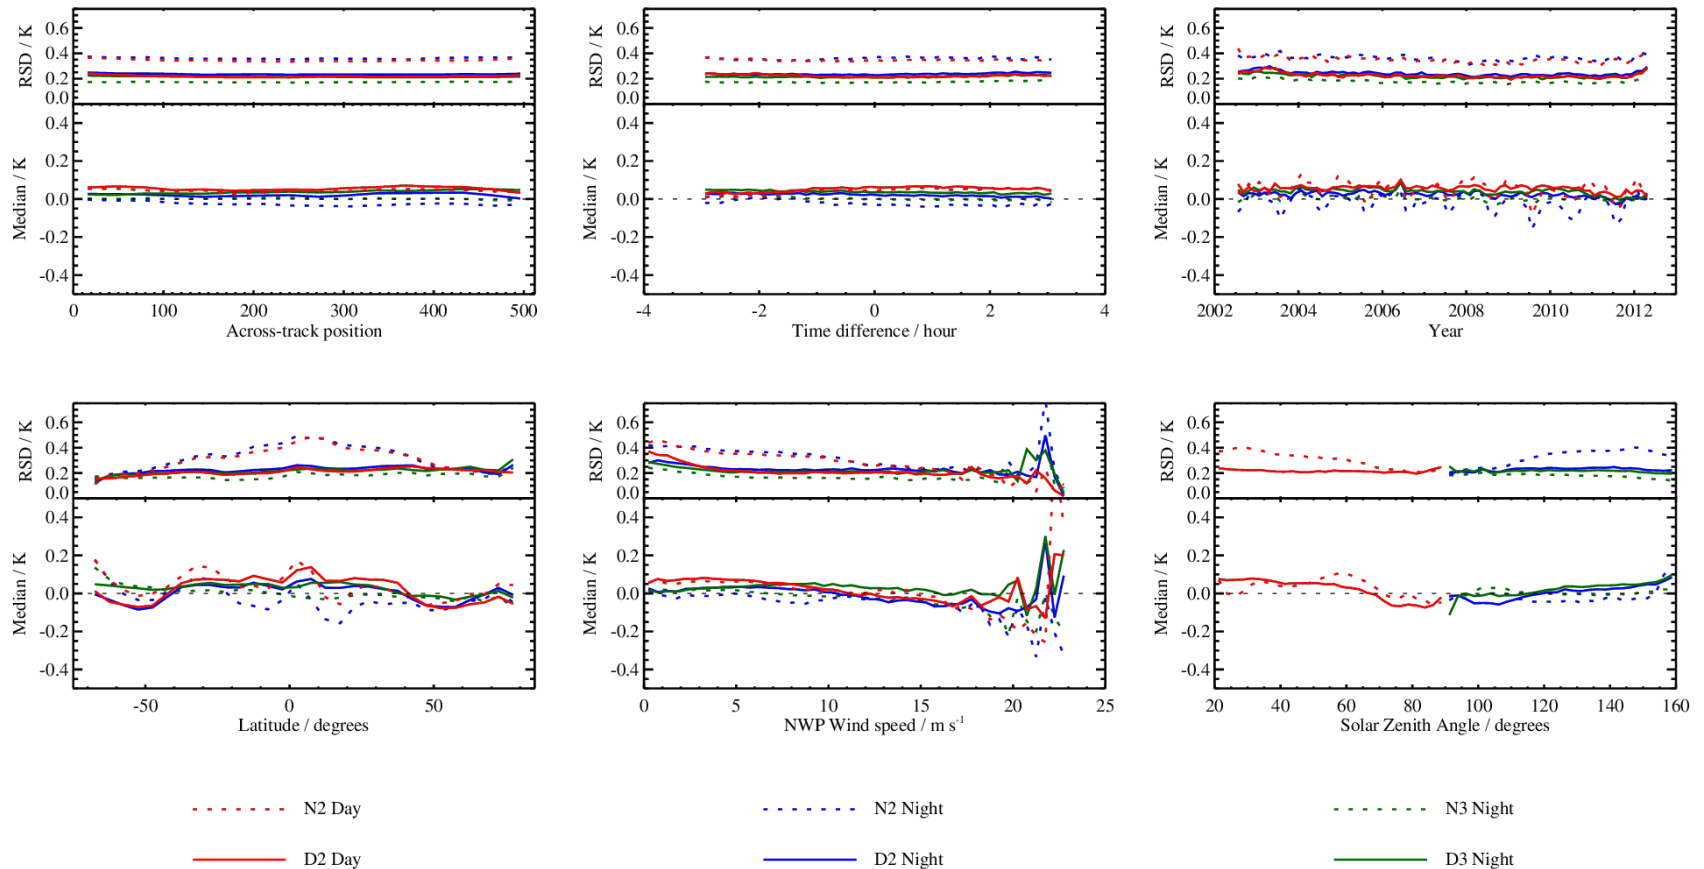 RSD / K
0.6
0.4
0.2
0.0
Median / K
0.4
0.2
0.0
-0.2
-0.4
0 100 200 300 400 500
Across-track position
RSD / K
0.6
0.4
0.2
0.0
Median / K
0.4
0.2
0.0
-0.2
-0.4
-4 -2 0 2 4
Time difference / hour
RSD / K
0.6
0.4
0.2
0.0
Median / K
0.4
0.2
0.0
-0.2
-0.4
2002 2004 2006 2008 2010 2012
Year
RSD / K
0.6
0.4
0.2
0.0
Median / K
0.4
0.2
0.0
-0.2
-0.4
-50 0 50
Latitude / degrees
RSD / K
0.6
0.4
0.2
0.0
Median / K
0.4
0.2
0.0
-0.2
-0.4
0 5 10 15 20 25
NWP Wind speed / m s⁻¹
RSD / K
0.6
0.4
0.2
0.0
Median / K
0.4
0.2
0.0
-0.2
-0.4
20 40 60 80 100 120 140 160
Solar Zenith Angle / degrees
N2 Day N2 Night N3 Night
D2 Day D2 Night D3 Night